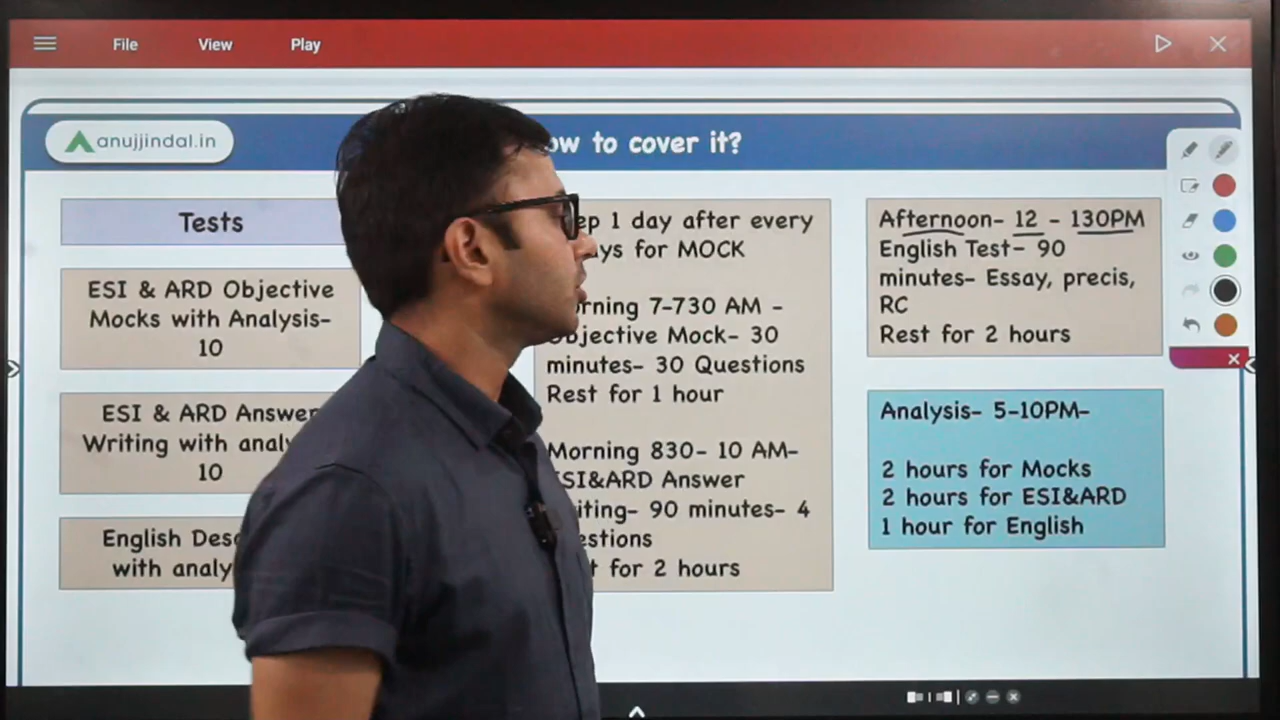 File View Play
anujjindal.in
ow to cover it?
Tests
ESI & ARD Objective
Mocks with Analysis-
10
ESI & ARD Answer
Writing with analy
10
English Desc
with analy
ep 1 day after every
ays for MOCK
orning 7-730 AM -
bjective Mock- 30
minutes- 30 Questions
Rest for 1 hour
Morning 830- 10 AM-
ESI&ARD Answer
iting- 90 minutes- 4
estions
t for 2 hours
Afternoon- 12 - 130PM
English Test- 90
minutes- Essay, precis,
RC
Rest for 2 hours
Analysis- 5-10PM-
2 hours for Mocks
2 hours for ESI&ARD
1 hour for English